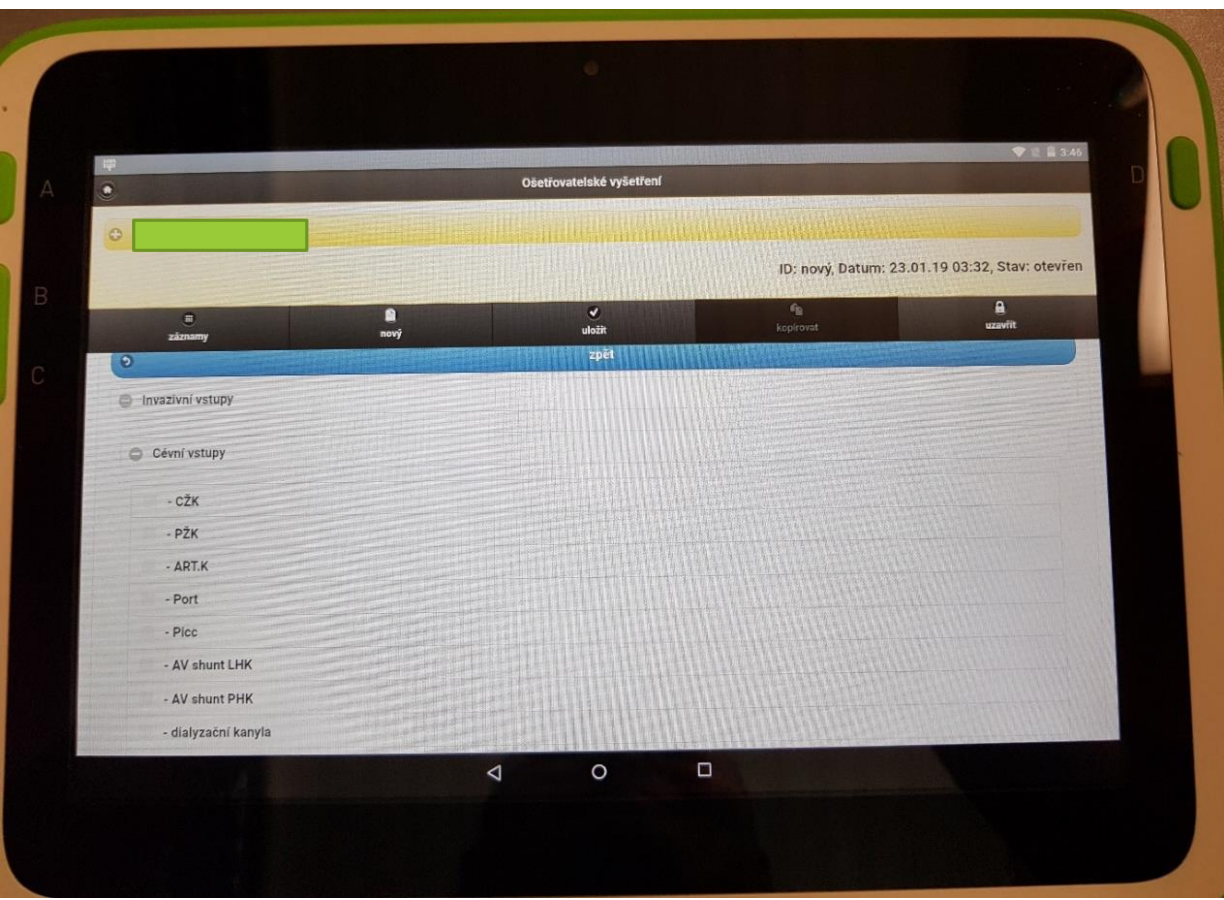 3:46
Ošetřovatelské vyšetření
ID: nový, Datum: 23.01.19 03:32, Stav: otevřen
záznamy
nový
uložit
kopírovat
uzavřít
zpět
Invazivní vstupy
Cévní vstupy
- CŽK
- PŽK
- ART.K
- Port
- Picc
- AV shunt LHK
- AV shunt PHK
- dialyzační kanyla
A
B
C
D